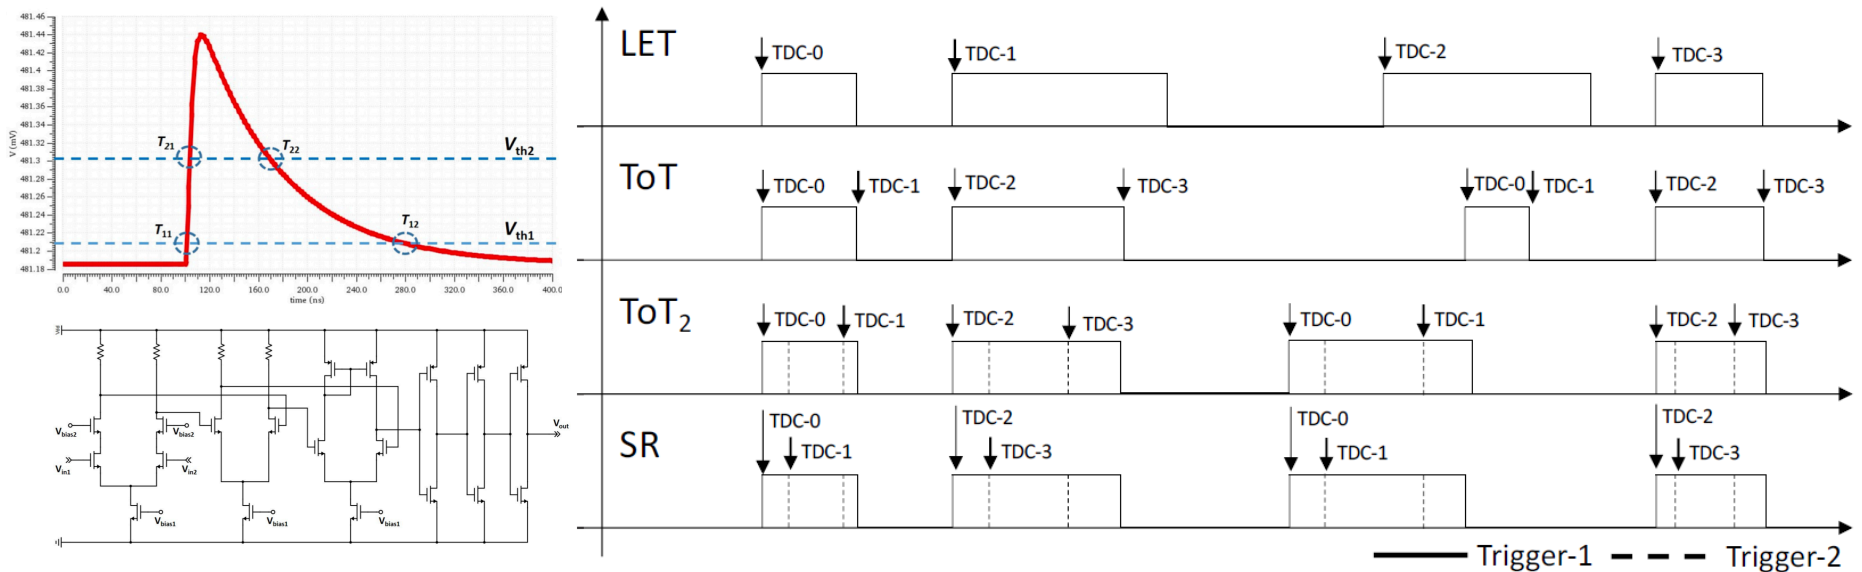 481.46
481.44
481.42
481.4
481.38
481.36
481.34
481.32
481.3
481.28
481.26
481.24
481.22
481.2
481.18
V (mV)
T21
T22
Vth2
T11
T12
Vth1
0.0 40.0 80.0 120.0 160.0 200.0 240.0 280.0 320.0 360.0 400.0
time (ns)
Vbias2
Vbias2
Vin1
Vin2
Vout
Vbias1
Vbias1
Vbias1
LET
TDC-0 TDC-1 TDC-2 TDC-3
ToT
TDC-0 TDC-1 TDC-2 TDC-3 TDC-0 TDC-1 TDC-2 TDC-3
ToT2
TDC-0 TDC-1 TDC-2 TDC-3 TDC-0 TDC-1 TDC-2 TDC-3
SR
TDC-0 TDC-2 TDC-0 TDC-2
TDC-1 TDC-3 TDC-1 TDC-3
Trigger-1 Trigger-2